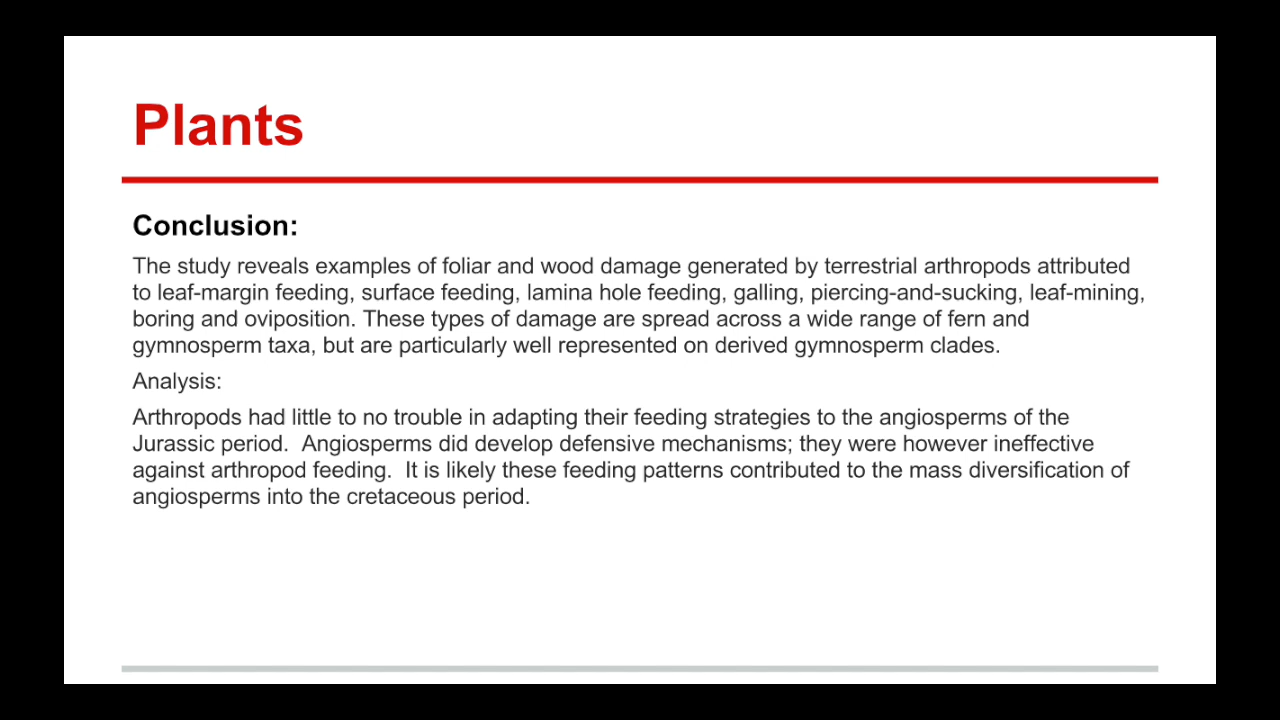 Plants
Conclusion:
The study reveals examples of foliar and wood damage generated by terrestrial arthropods attributed
to leaf-margin feeding, surface feeding, lamina hole feeding, galling, piercing-and-sucking, leaf-mining,
boring and oviposition. These types of damage are spread across a wide range of fern and
gymnosperm taxa, but are particularly well represented on derived gymnosperm clades.
Analysis:
Arthropods had little to no trouble in adapting their feeding strategies to the angiosperms of the
Jurassic period.  Angiosperms did develop defensive mechanisms; they were however ineffective
against arthropod feeding.  It is likely these feeding patterns contributed to the mass diversification of
angiosperms into the cretaceous period.